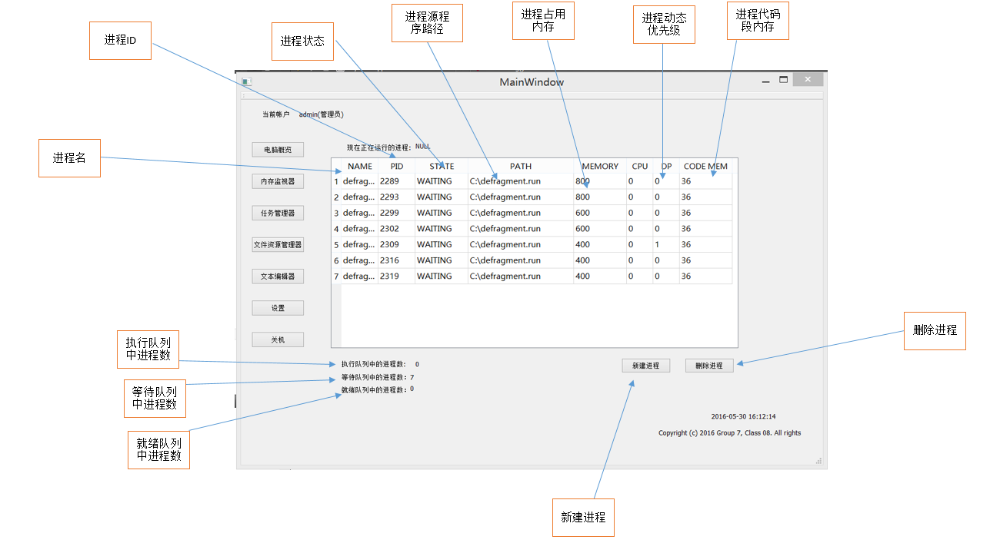 进程ID
进程状态
进程源程
序路径
进程占用
内存
进程动态
优先级
进程代码
段内存
进程名
MainWindow
当前帐户 admin(管理员)
电脑概览
内存监视器
任务管理器
文件资源管理器
文本编辑器
设置
关机
现在正在运行的进程: NULL
NAME PID STATE PATH MEMORY CPU DP CODE MEM
1 defrag... 2289 WAITING C:\defragment.run 800 0 0 36
2 defrag... 2293 WAITING C:\defragment.run 800 0 0 36
3 defrag... 2299 WAITING C:\defragment.run 600 0 0 36
4 defrag... 2302 WAITING C:\defragment.run 600 0 0 36
5 defrag... 2309 WAITING C:\defragment.run 400 0 1 36
6 defrag... 2316 WAITING C:\defragment.run 400 0 0 36
7 defrag... 2319 WAITING C:\defragment.run 400 0 0 36
执行队列中的进程数: 0
等待队列中的进程数: 7
就绪队列中的进程数: 0
新建进程
删除进程
2016-05-30 16:12:14
Copyright (c) 2016 Group 7, Class 08. All rights
执行队列
中进程数
等待队列
中进程数
就绪队列
中进程数
删除进程
新建进程